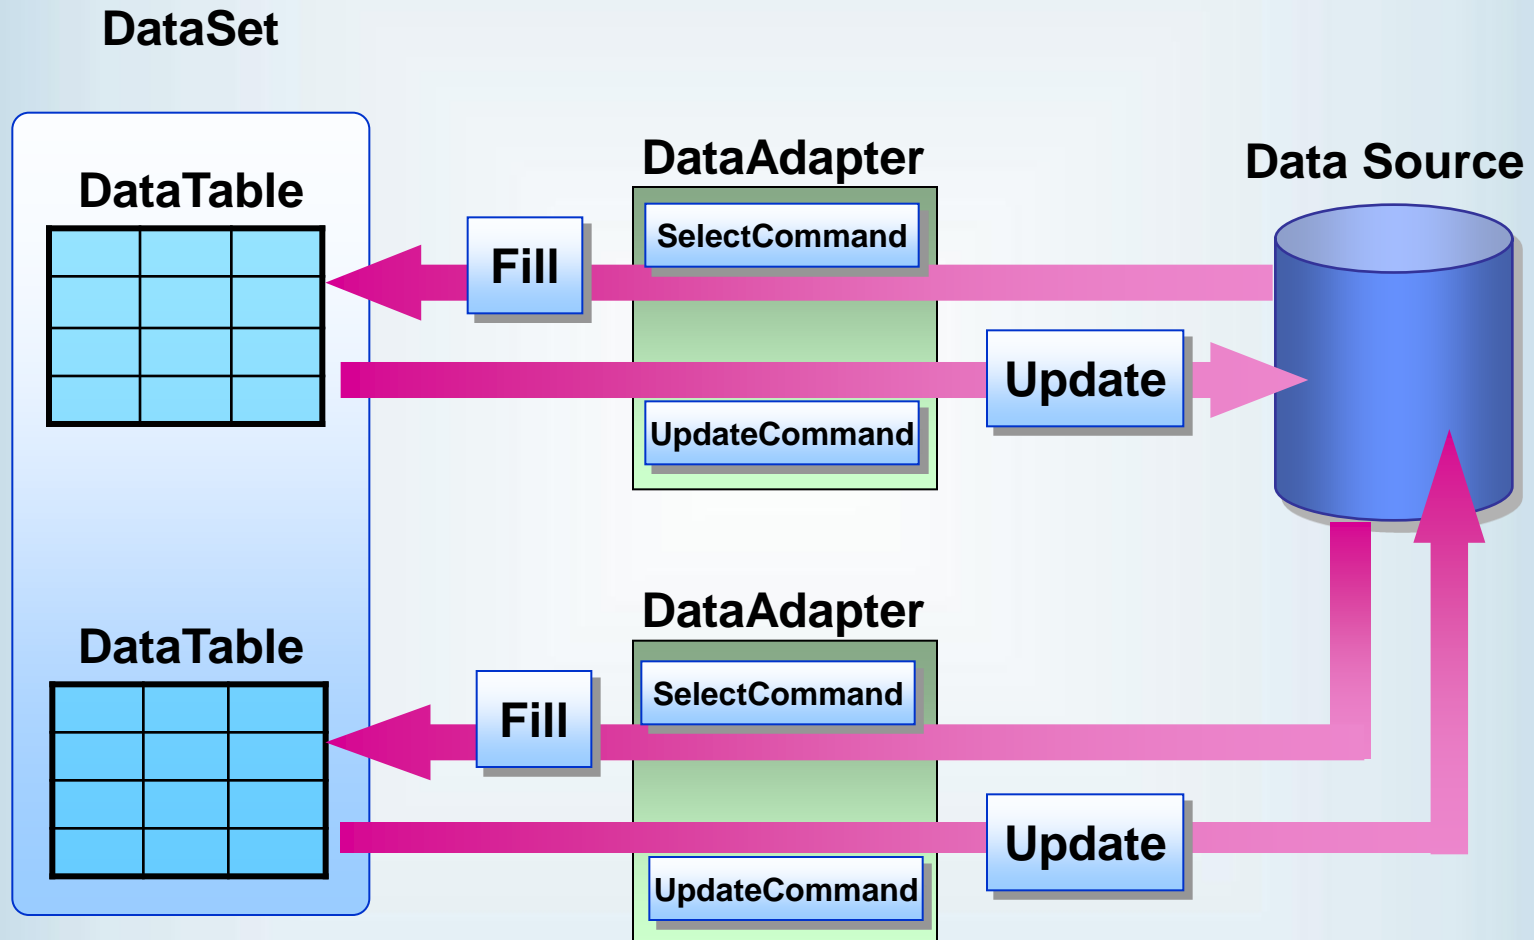 DataSet
DataAdapter
Data Source
DataTable
SelectCommand
Fill
Update
UpdateCommand
DataAdapter
DataTable
SelectCommand
Fill
Update
UpdateCommand